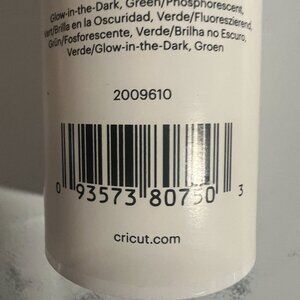 Glow-in-the-Dark, Green/Phosphorescent,
Vert/Brilla en la Oscuridad, Verde/Fluoreszierend,
Grün/Fosforescente, Verde/Brilha no Escuro,
Verde/Glow-in-the-Dark, Groen
2009610
0 93573 80750 3
cricut.com